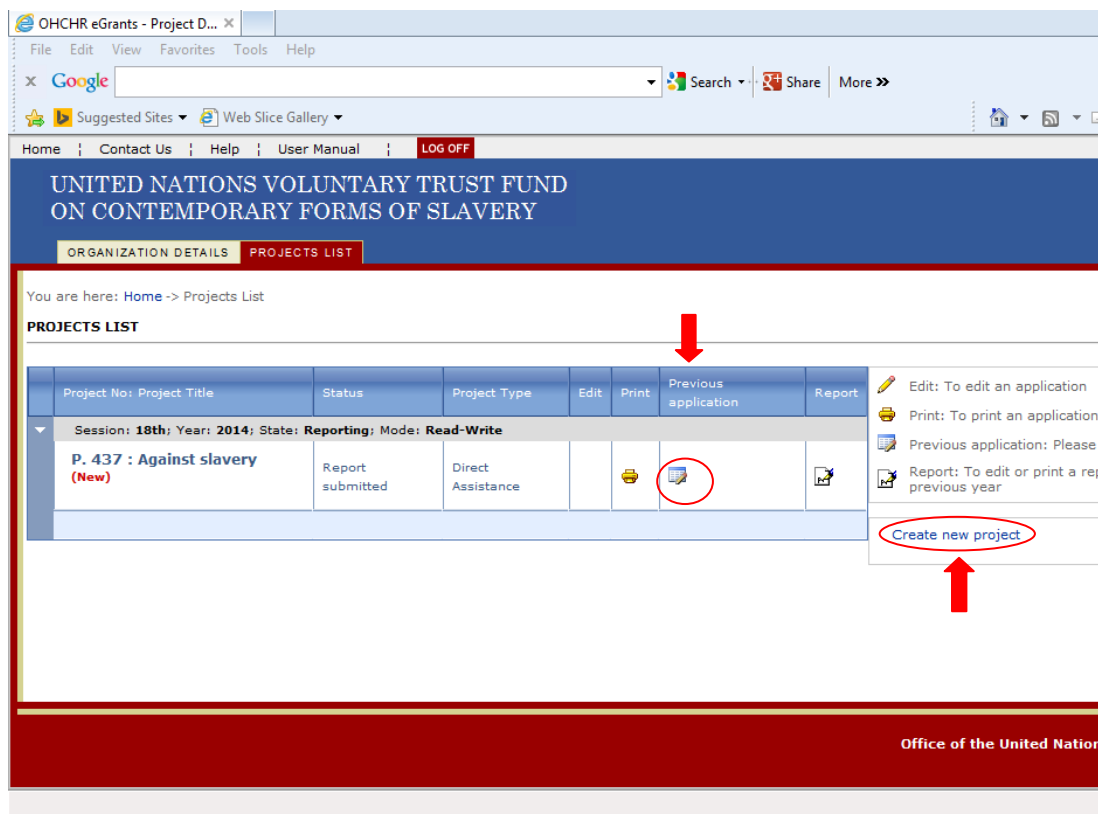 OHCHR eGrants - Project D... ×
File Edit View Favorites Tools Help
x Google Search Share More »
Suggested Sites Web Slice Gallery
Home ¦ Contact Us ¦ Help ¦ User Manual ¦ LOG OFF
UNITED NATIONS VOLUNTARY TRUST FUND
ON CONTEMPORARY FORMS OF SLAVERY
ORGANIZATION DETAILS PROJECTS LIST
You are here: Home -> Projects List
PROJECTS LIST
Project No: Project Title Status Project Type Edit Print Previous application Report
Session: 18th; Year: 2014; State: Reporting; Mode: Read-Write
P. 437 : Against slavery
(New)
Report
submitted
Direct
Assistance
Edit: To edit an application
Print: To print an application
Previous application: Please
Report: To edit or print a rep
previous year
Create new project
Office of the United Nation